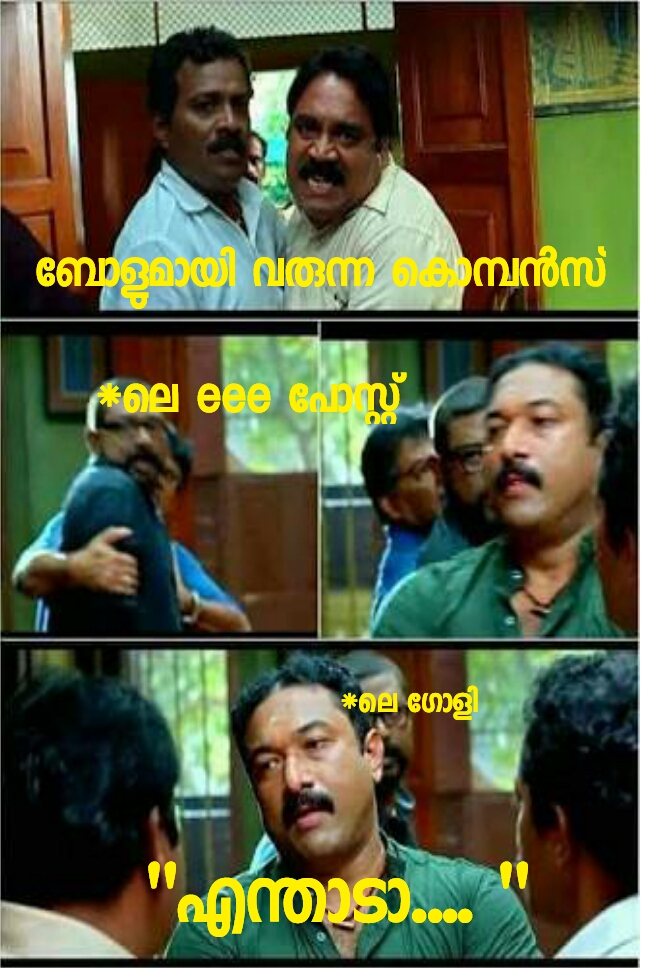 ബോളുമായി വരുന്ന കൊമ്പൻസ്
*ലെ eee പോസ്റ്റ്
*ലെ ഗോളി
"എന്താടാ.... "